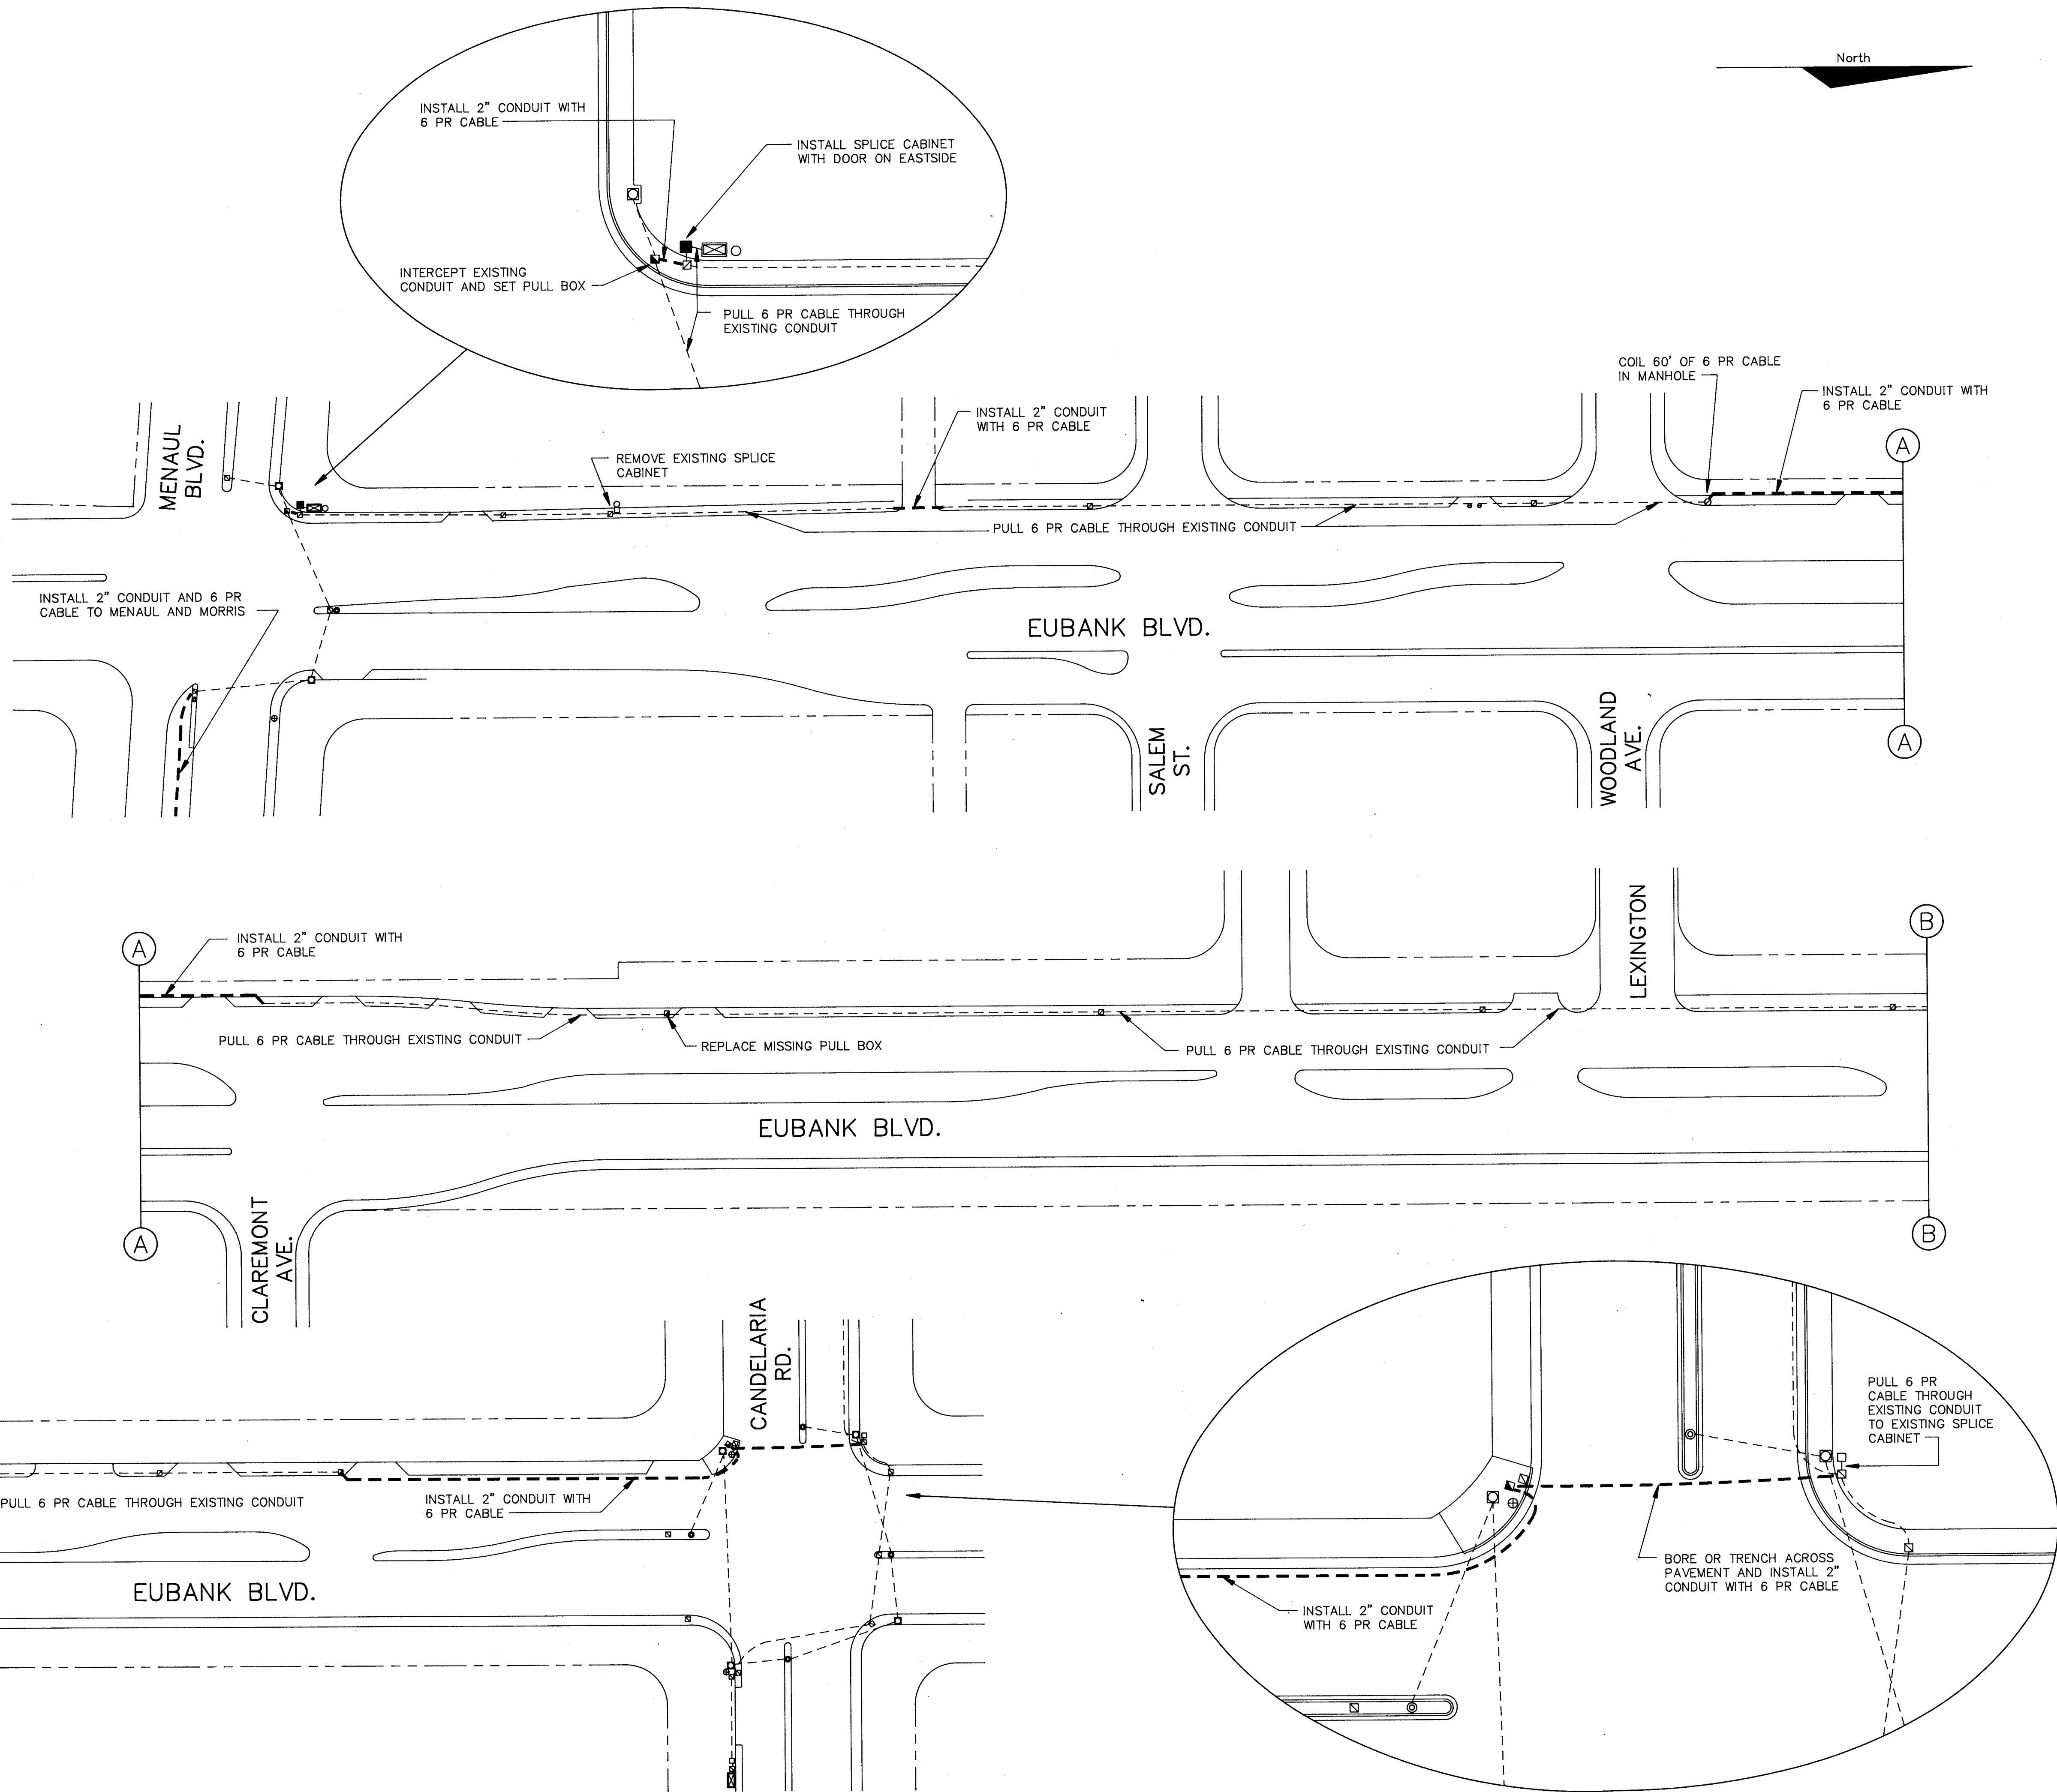 North
INSTALL 2" CONDUIT WITH
6 PR CABLE
INSTALL SPLICE CABINET
WITH DOOR ON EASTSIDE
INTERCEPT EXISTING
CONDUIT AND SET PULL BOX
PULL 6 PR CABLE THROUGH
EXISTING CONDUIT
COIL 60' OF 6 PR CABLE
IN MANHOLE
INSTALL 2" CONDUIT WITH
6 PR CABLE
INSTALL 2" CONDUIT
WITH 6 PR CABLE
MENAUL
BLVD.
REMOVE EXISTING SPLICE
CABINET
A
PULL 6 PR CABLE THROUGH EXISTING CONDUIT
INSTALL 2" CONDUIT AND 6 PR
CABLE TO MENAUL AND MORRIS
EUBANK BLVD.
SALEM
ST.
WOODLAND
AVE.
A
LEXINGTON
A
INSTALL 2" CONDUIT WITH
6 PR CABLE
B
PULL 6 PR CABLE THROUGH EXISTING CONDUIT
REPLACE MISSING PULL BOX
PULL 6 PR CABLE THROUGH EXISTING CONDUIT
EUBANK BLVD.
A
CLAREMONT
AVE.
B
CANDELARIA
RD.
PULL 6 PR
CABLE THROUGH
EXISTING CONDUIT
TO EXISTING SPLICE
CABINET
PULL 6 PR CABLE THROUGH EXISTING CONDUIT
INSTALL 2" CONDUIT WITH
6 PR CABLE
EUBANK BLVD.
BORE OR TRENCH ACROSS
PAVEMENT AND INSTALL 2"
CONDUIT WITH 6 PR CABLE
INSTALL 2" CONDUIT
WITH 6 PR CABLE